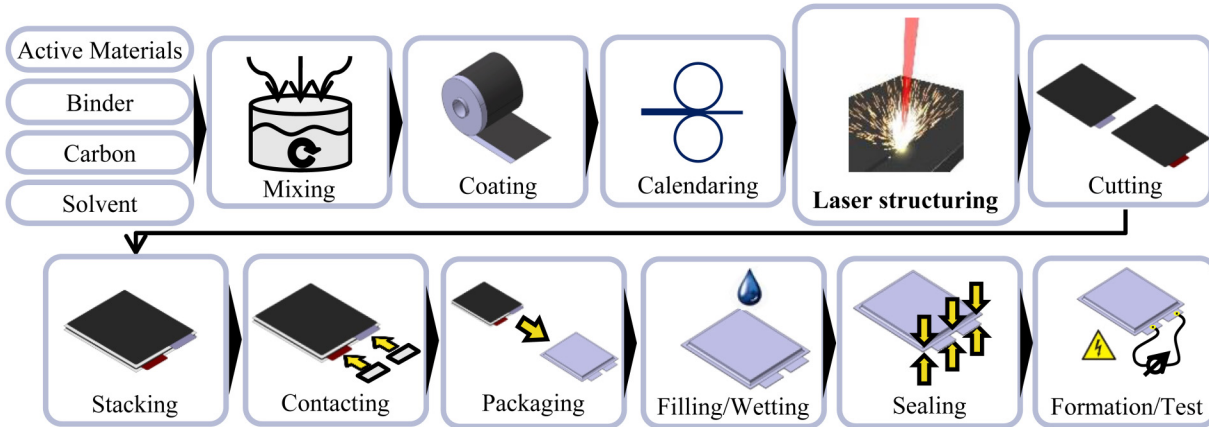 Active Materials
Binder
Carbon
Solvent
Mixing
Coating
Calendaring
Laser structuring
Cutting
Stacking
Contacting
Packaging
Filling/Wetting
Sealing
Formation/Test